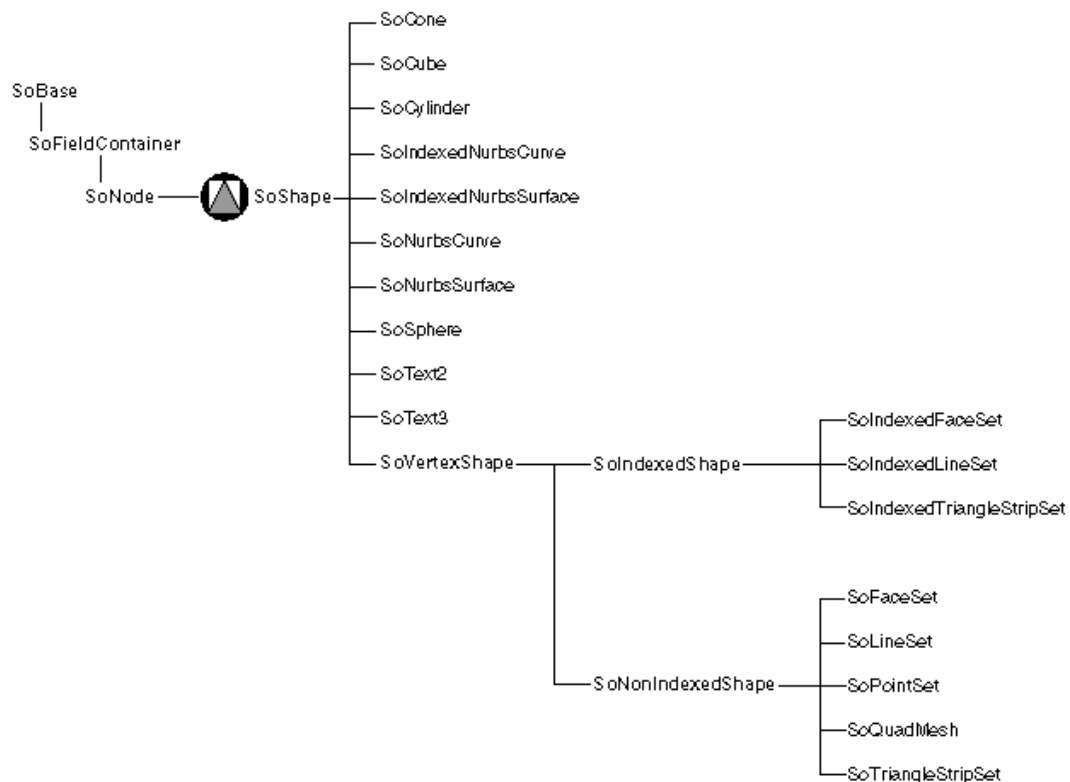 SoCone
SoCube
SoBase
SoCylinder
SoFieldContainer
SoIndexedNurbsCurve
SoNode
SoShape
SoIndexedNurbsSurface
SoNurbsCurve
SoNurbsSurface
SoSphere
SoText2
SoText3
SoVertexShape
SoIndexedShape
SoIndexedFaceSet
SoIndexedLineSet
SoIndexedTriangleStripSet
SoNonIndexedShape
SoFaceSet
SoLineSet
SoPointSet
SoQuadMesh
SoTriangleStripSet